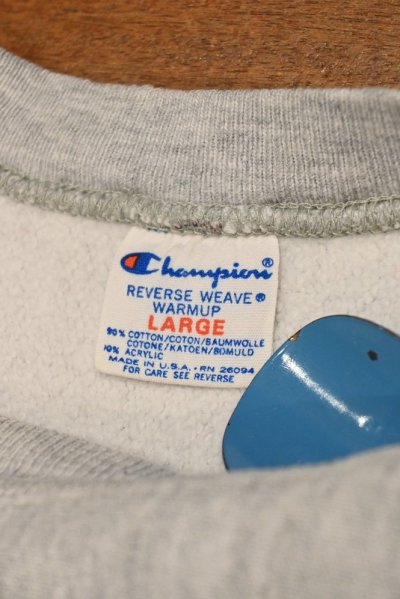 Champion®
REVERSE WEAVE®
WARMUP
LARGE
90% COTTON/COTON/BAUMWOLLE
COTONE/KATOEN/BOMULD
10% ACRYLIC
MADE IN U.S.A. - RN 26094
FOR CARE SEE REVERSE